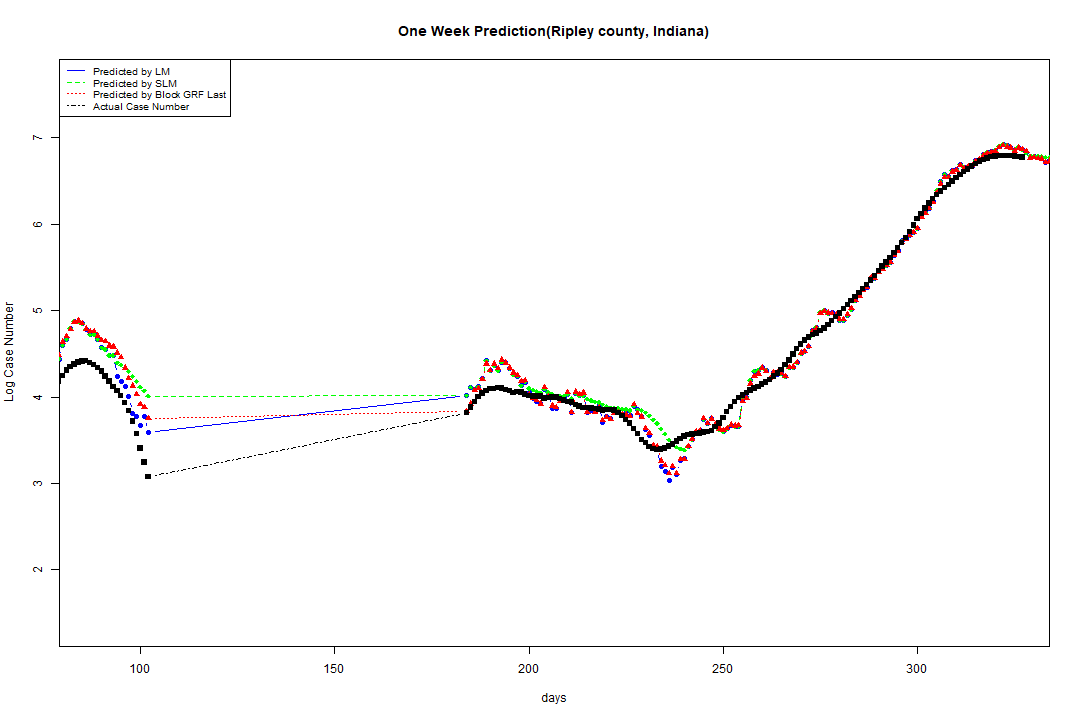 One Week Prediction(Ripley county, Indiana)
Predicted by LM
Predicted by SLM
Predicted by Block GRF Last
Actual Case Number
7
6
5
4
3
2
Log Case Number
100 150 200 250 300
days